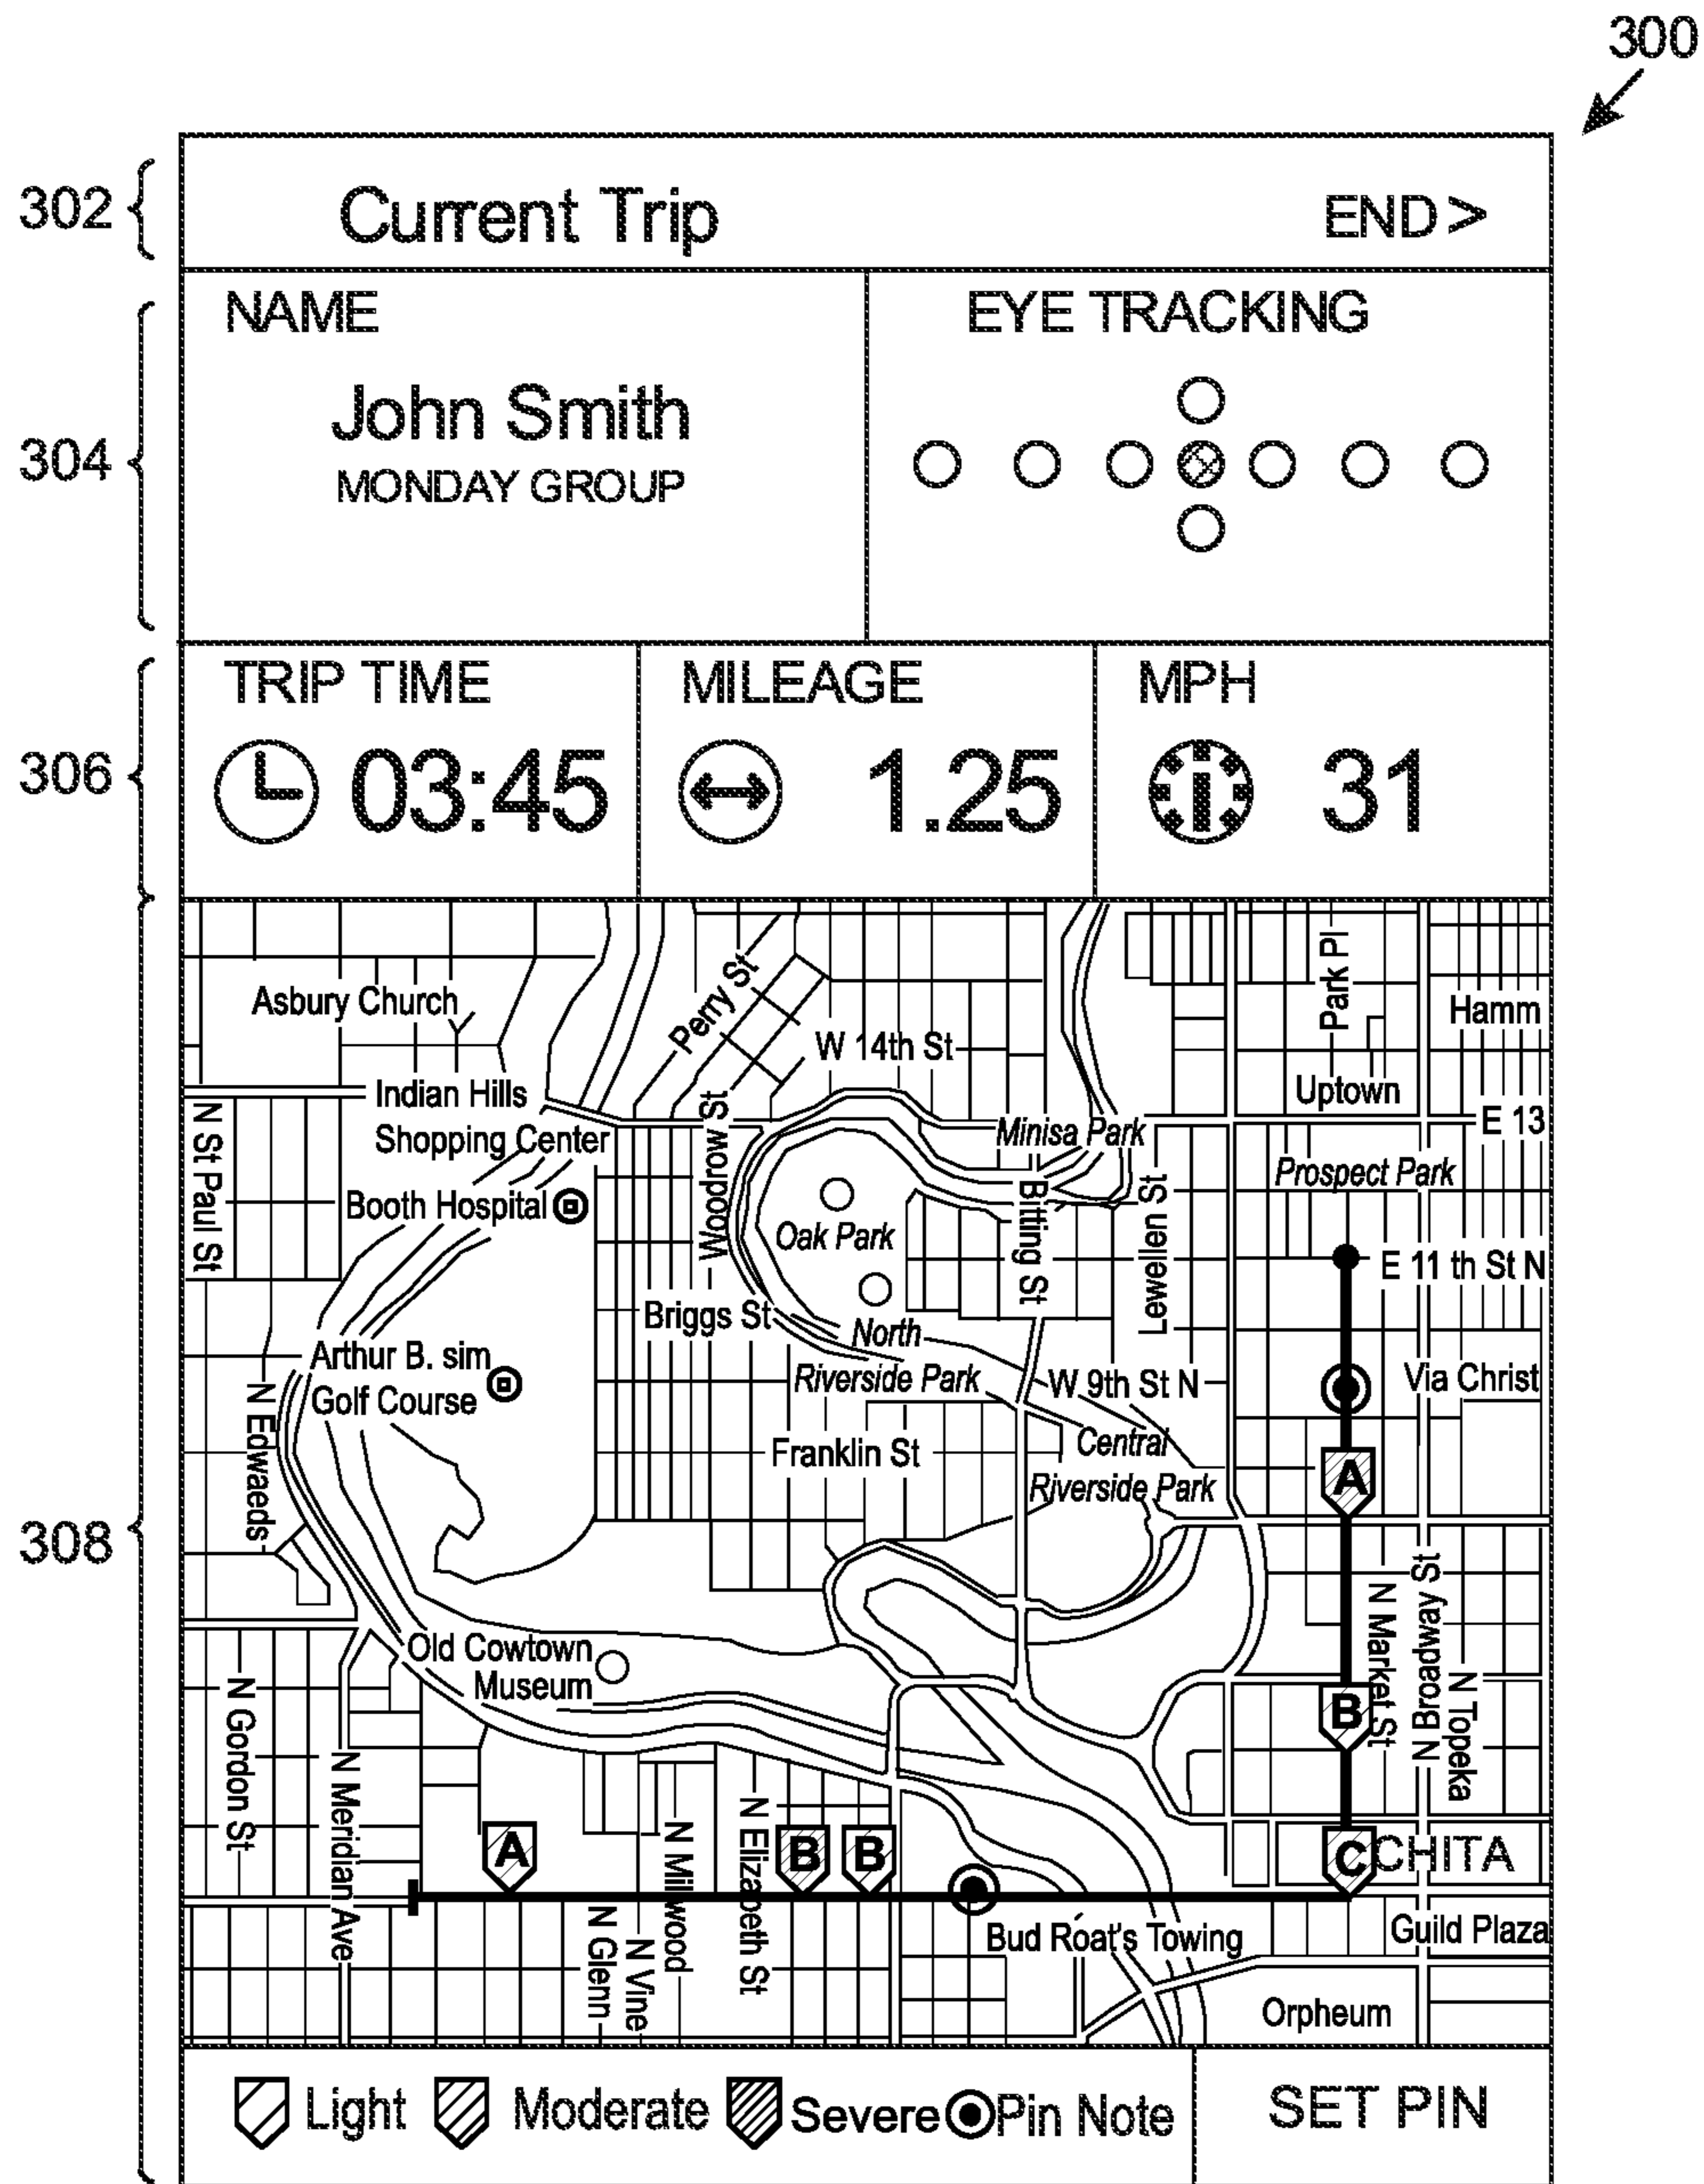 300
302
Current Trip
END >
304
NAME
John Smith
MONDAY GROUP
EYE TRACKING
306
TRIP TIME
03:45
MILEAGE
1.25
MPH
31
308
Asbury Church
Perry St
W 14th St
Park Pl
Hamm
Indian Hills
Shopping Center
Uptown
E 13
N St Paul St
Woodrow St
Minisa Park
Prospect Park
Booth Hospital
Oak Park
Bitting St
Lewellen St
E 11 th St N
Briggs St
North
Riverside Park
Arthur B. sim
Golf Course
W 9th St N
Via Christ
N Edwaeds
Franklin St
Central
Riverside Park
A
Old Cowtown
Museum
N Market St
N Broadway St
N Topeka
B
N Gordon St
N Meridian Ave
A
N Milwood
N Elizabeth St
B
B
C
CHITA
N Glenn
N Vine
Bud Roat's Towing
Guild Plaza
Orpheum
Light
Moderate
Severe
Pin Note
SET PIN